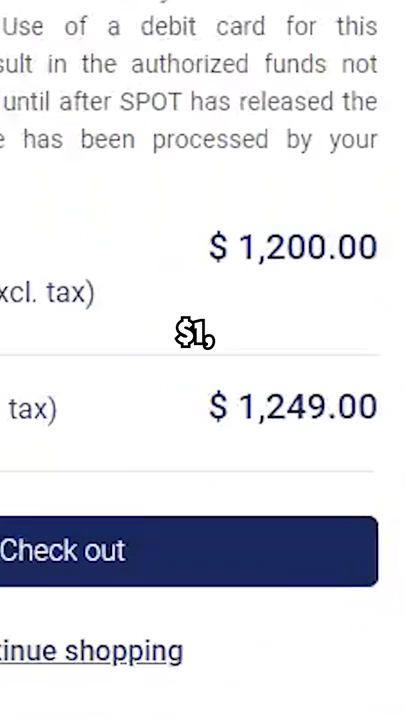 Use of a debit card for this
sult in the authorized funds not
until after SPOT has released the
e has been processed by your
$ 1,200.00
xcl. tax)
$1,
tax)
$ 1,249.00
Check out
tinue shopping